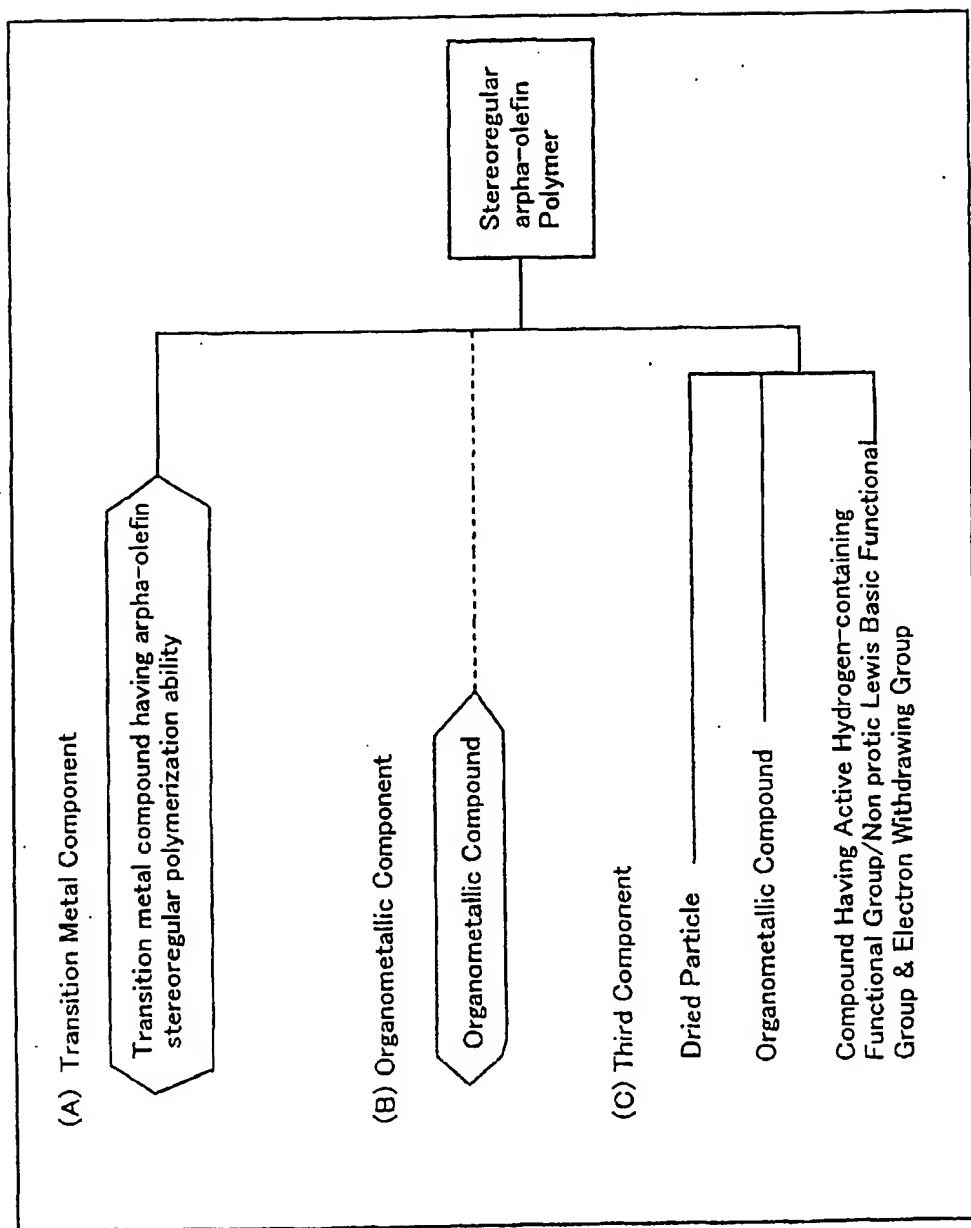 (A) Transition Metal Component
Transition metal compound having arpha-olefin
stereoregular polymerization ability
(B) Organometallic Component
Organometallic Compound
(C) Third Component
Dried Particle
Organometallic Compound
Compound Having Active Hydrogen-containing
Functional Group/Non protic Lewis Basic Functional
Group & Electron Withdrawing Group
Stereoregular
arpha-olefin
Polymer